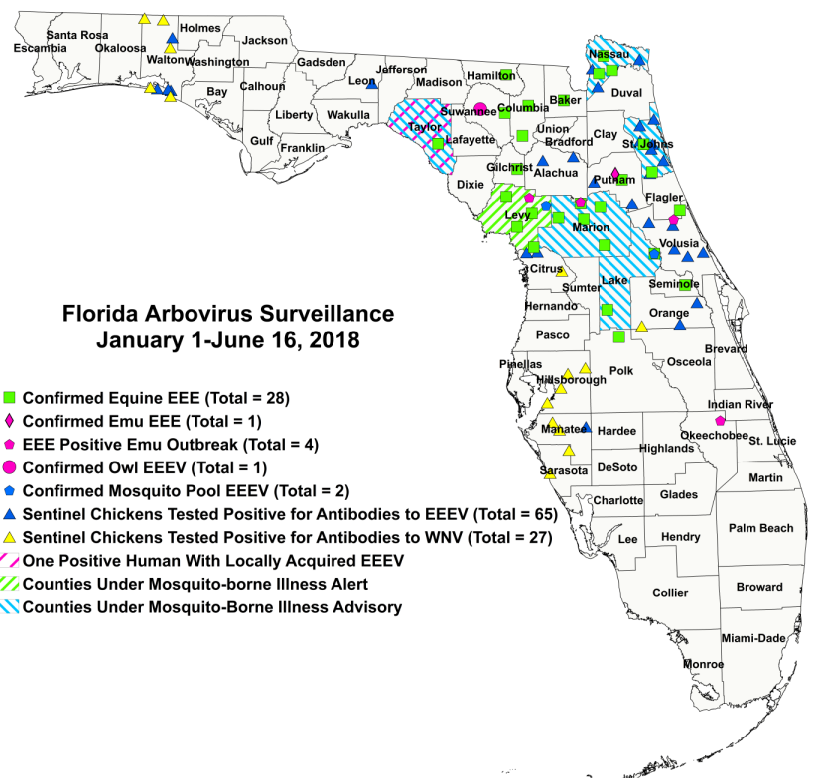 Holmes
Santa Rosa
Escambia
Okaloosa
Jackson
Walton
Washington
Gadsden
Jefferson
Leon
Madison
Hamilton
Nassau
Bay
Calhoun
Liberty
Wakulla
Gulf
Franklin
Taylor
Suwannee
Columbia
Baker
Duval
Lafayette
Union
Bradford
Clay
St. Johns
Gilchrist
Alachua
Putnam
Dixie
Flagler
Levy
Marion
Volusia
Citrus
Sumter
Lake
Seminole
Hernando
Orange
Pasco
Brevard
Pinellas
Hillsborough
Polk
Osceola
Indian River
Manatee
Hardee
Okeechobee
St. Lucie
Highlands
Sarasota
DeSoto
Martin
Charlotte
Glades
Palm Beach
Lee
Hendry
Collier
Broward
Miami-Dade
Monroe
Florida Arbovirus Surveillance
January 1-June 16, 2018
Confirmed Equine EEE (Total = 28)
Confirmed Emu EEE (Total = 1)
EEE Positive Emu Outbreak (Total = 4)
Confirmed Owl EEEV (Total = 1)
Confirmed Mosquito Pool EEEV (Total = 2)
Sentinel Chickens Tested Positive for Antibodies to EEEV (Total = 65)
Sentinel Chickens Tested Positive for Antibodies to WNV (Total = 27)
One Positive Human With Locally Acquired EEEV
Counties Under Mosquito-borne Illness Alert
Counties Under Mosquito-Borne Illness Advisory